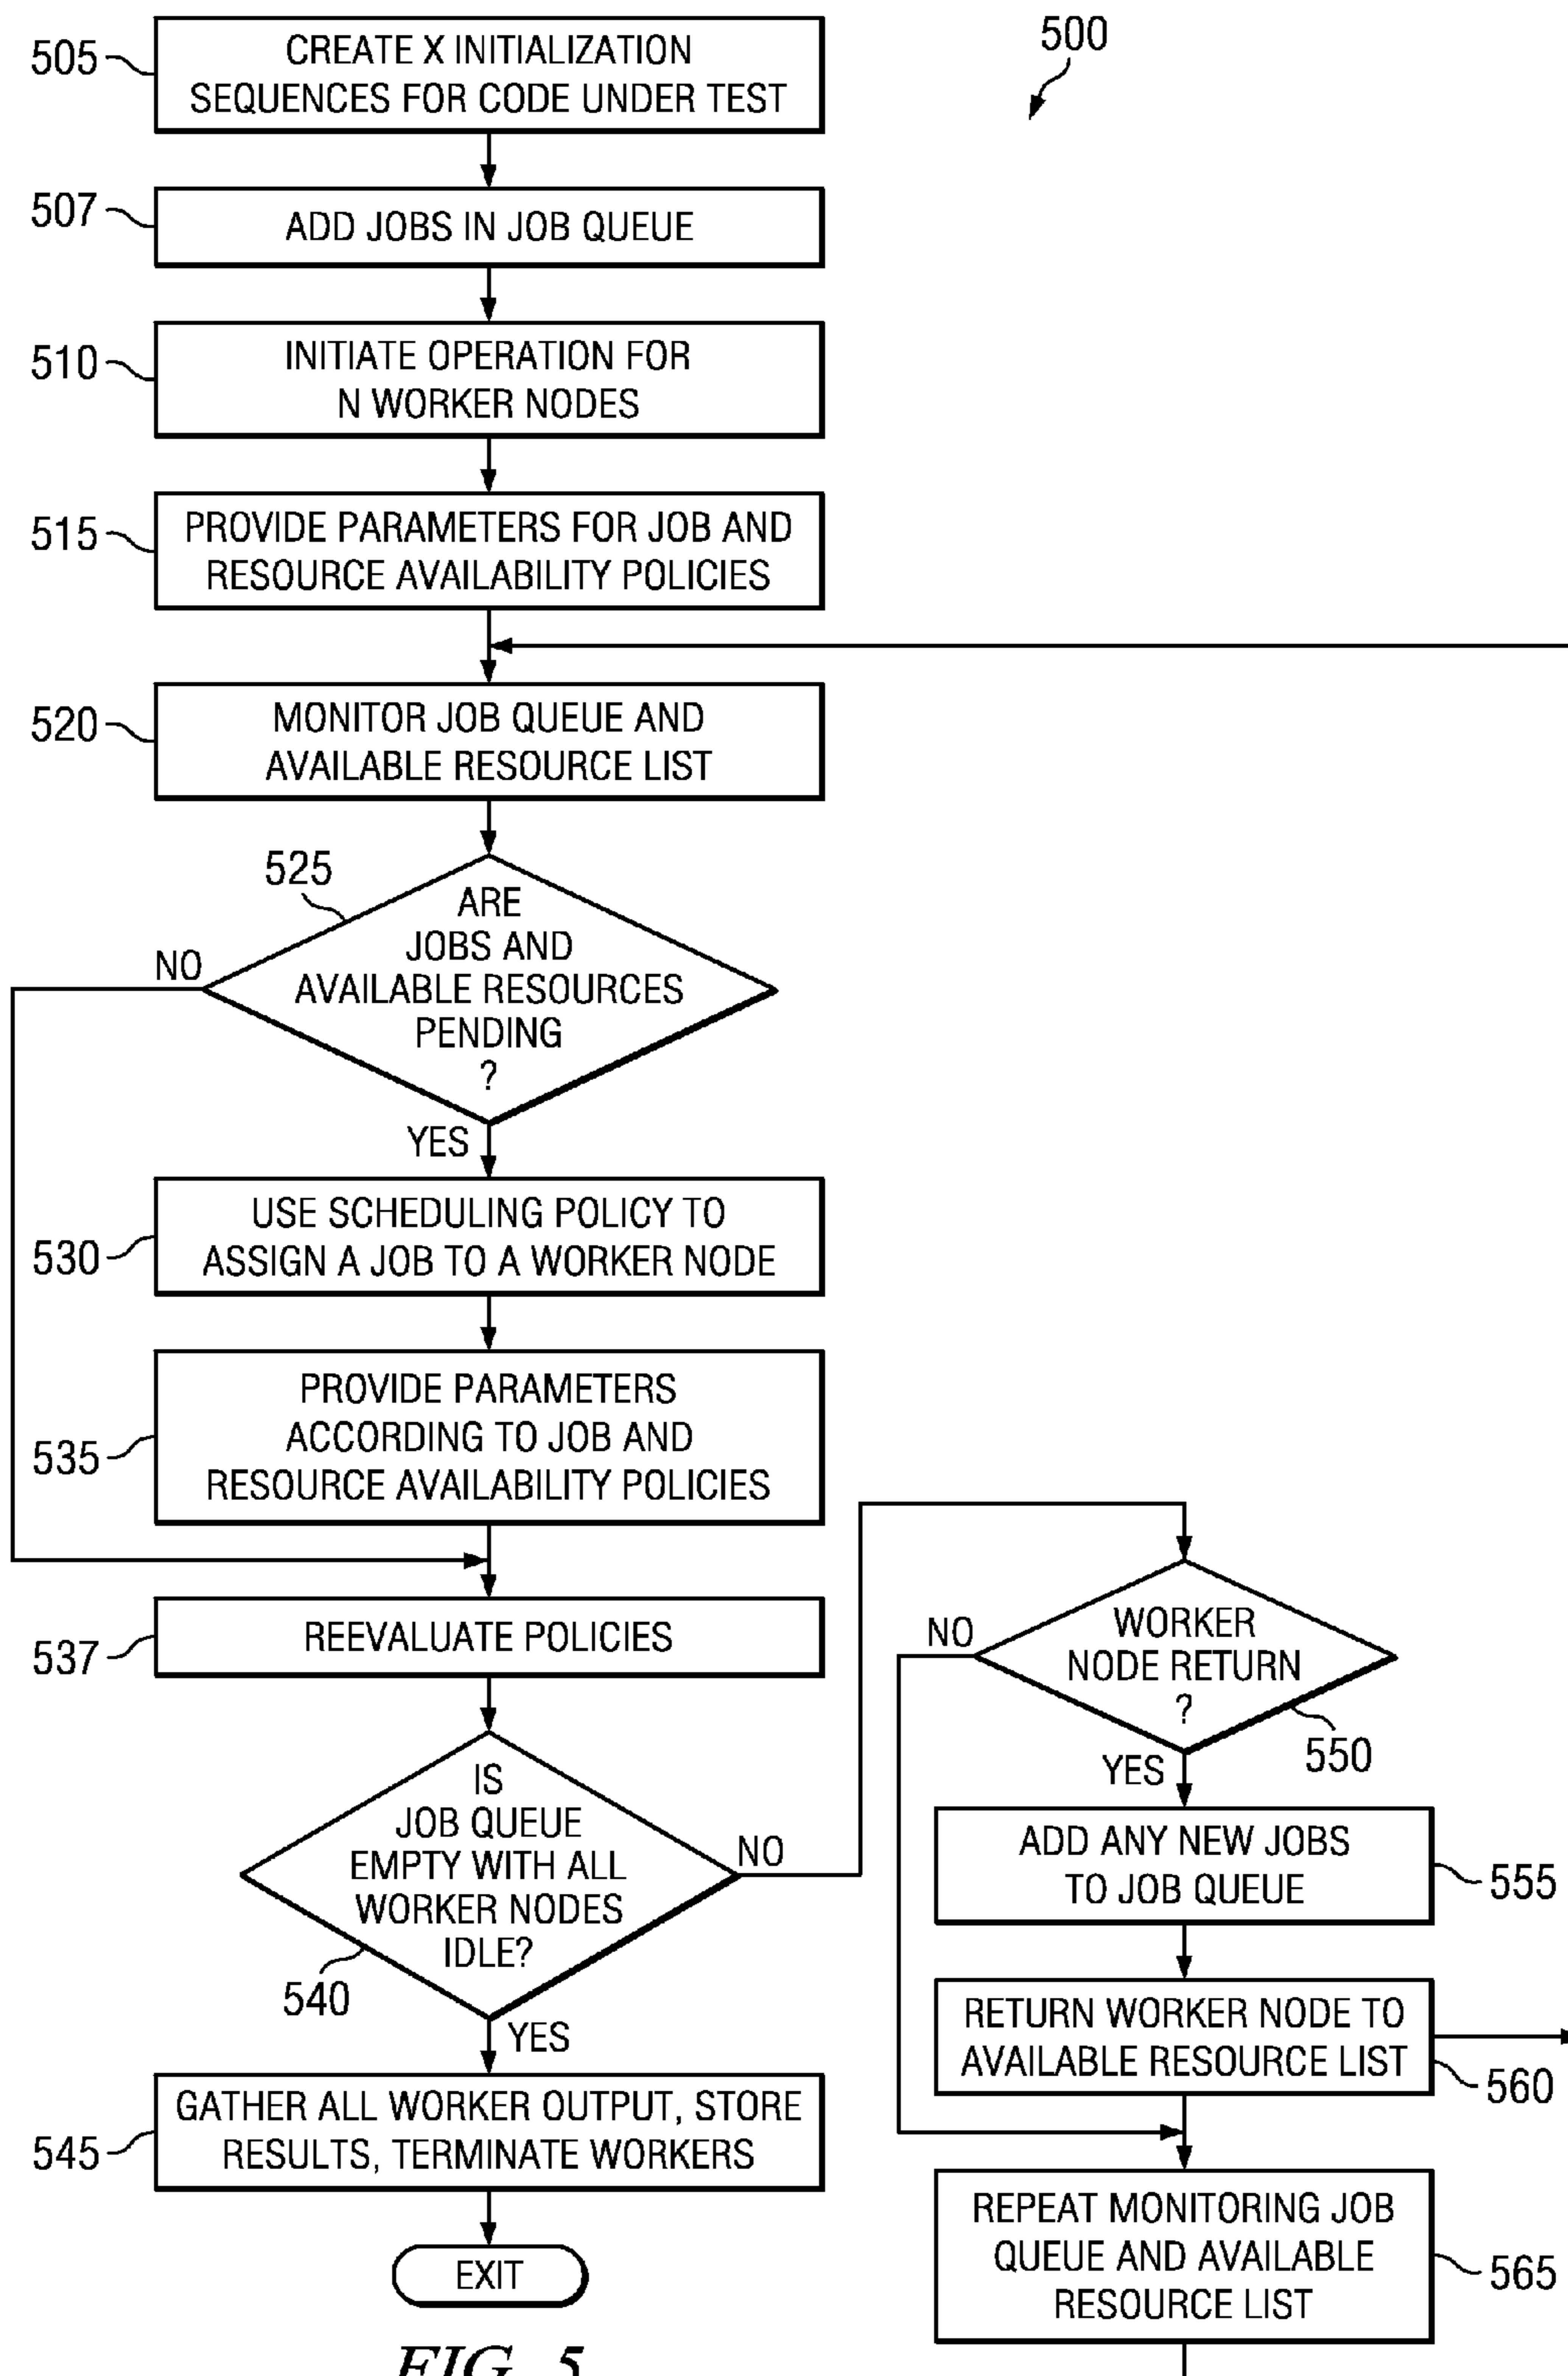 500
505
CREATE X INITIALIZATION
SEQUENCES FOR CODE UNDER TEST
507
ADD JOBS IN JOB QUEUE
510
INITIATE OPERATION FOR
N WORKER NODES
515
PROVIDE PARAMETERS FOR JOB AND
RESOURCE AVAILABILITY POLICIES
520
MONITOR JOB QUEUE AND
AVAILABLE RESOURCE LIST
525
ARE
JOBS AND
AVAILABLE RESOURCES
PENDING
?
NO
YES
530
USE SCHEDULING POLICY TO
ASSIGN A JOB TO A WORKER NODE
535
PROVIDE PARAMETERS
ACCORDING TO JOB AND
RESOURCE AVAILABILITY POLICIES
537
REEVALUATE POLICIES
IS
JOB QUEUE
EMPTY WITH ALL
WORKER NODES
IDLE?
540
NO
YES
545
GATHER ALL WORKER OUTPUT, STORE
RESULTS, TERMINATE WORKERS
EXIT
WORKER
NODE RETURN
?
550
NO
YES
ADD ANY NEW JOBS
TO JOB QUEUE
555
RETURN WORKER NODE TO
AVAILABLE RESOURCE LIST
560
REPEAT MONITORING JOB
QUEUE AND AVAILABLE
RESOURCE LIST
565
FIG. 5